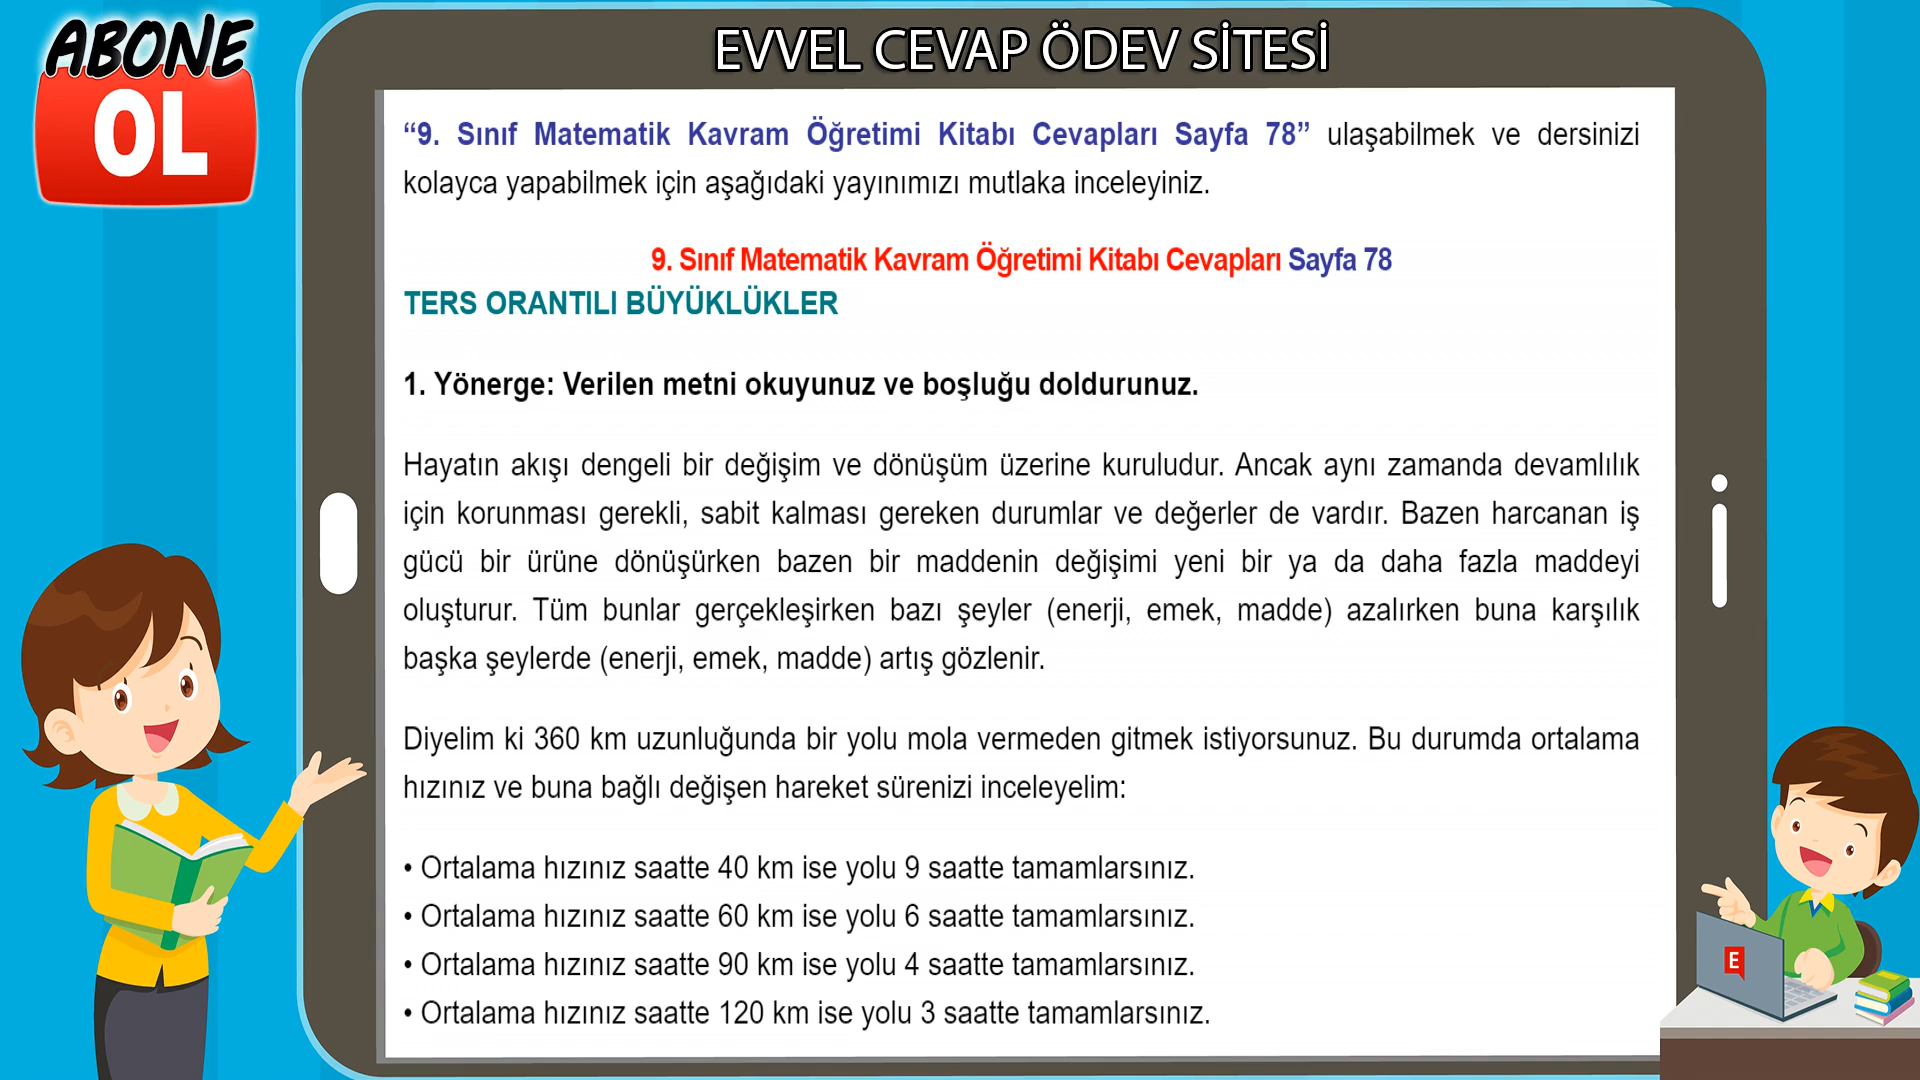 ABONE
OL
EVVEL CEVAP ÖDEV SİTESİ
“9. Sınıf Matematik Kavram Öğretimi Kitabı Cevapları Sayfa 78” ulaşabilmek ve dersinizi
kolayca yapabilmek için aşağıdaki yayınımızı mutlaka inceleyiniz.
9. Sınıf Matematik Kavram Öğretimi Kitabı Cevapları Sayfa 78
TERS ORANTILI BÜYÜKLÜKLER
1. Yönerge: Verilen metni okuyunuz ve boşluğu doldurunuz.
Hayatın akışı dengeli bir değişim ve dönüşüm üzerine kuruludur. Ancak aynı zamanda devamlılık
için korunması gerekli, sabit kalması gereken durumlar ve değerler de vardır. Bazen harcanan iş
gücü bir ürüne dönüşürken bazen bir maddenin değişimi yeni bir ya da daha fazla maddeyi
oluşturur. Tüm bunlar gerçekleşirken bazı şeyler (enerji, emek, madde) azalırken buna karşılık
başka şeylerde (enerji, emek, madde) artış gözlenir.
Diyelim ki 360 km uzunluğunda bir yolu mola vermeden gitmek istiyorsunuz. Bu durumda ortalama
hızınız ve buna bağlı değişen hareket sürenizi inceleyelim:
• Ortalama hızınız saatte 40 km ise yolu 9 saatte tamamlarsınız.
• Ortalama hızınız saatte 60 km ise yolu 6 saatte tamamlarsınız.
• Ortalama hızınız saatte 90 km ise yolu 4 saatte tamamlarsınız.
• Ortalama hızınız saatte 120 km ise yolu 3 saatte tamamlarsınız.
E